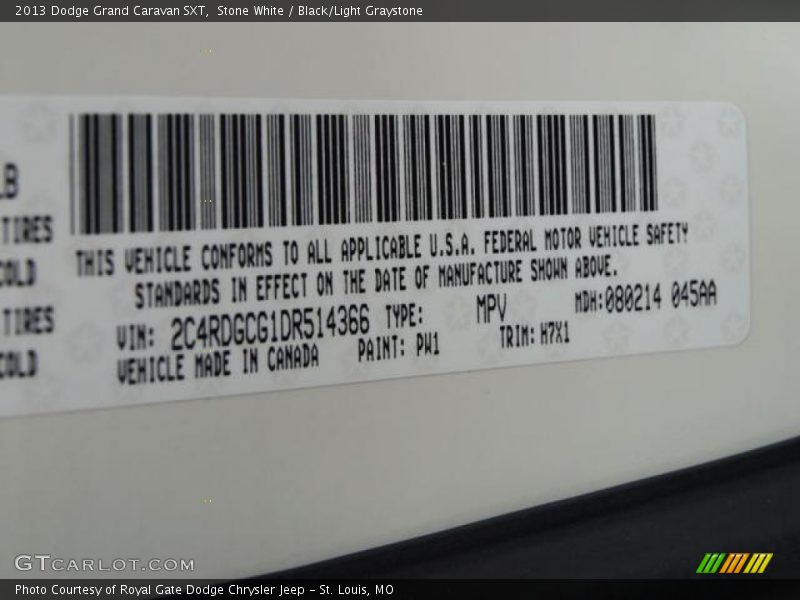 2013 Dodge Grand Caravan SXT, Stone White / Black/Light Graystone
LB
TIRES
COLD
TIRES
COLD
THIS VEHICLE CONFORMS TO ALL APPLICABLE U.S.A. FEDERAL MOTOR VEHICLE SAFETY
STANDARDS IN EFFECT ON THE DATE OF MANUFACTURE SHOWN ABOVE.
VIN: 2C4RDGCG1DR514366 TYPE: MPV MDH:080214 045AA
VEHICLE MADE IN CANADA PAINT: PW1 TRIM: H7X1
GTCARLOT.COM
Photo Courtesy of Royal Gate Dodge Chrysler Jeep - St. Louis, MO